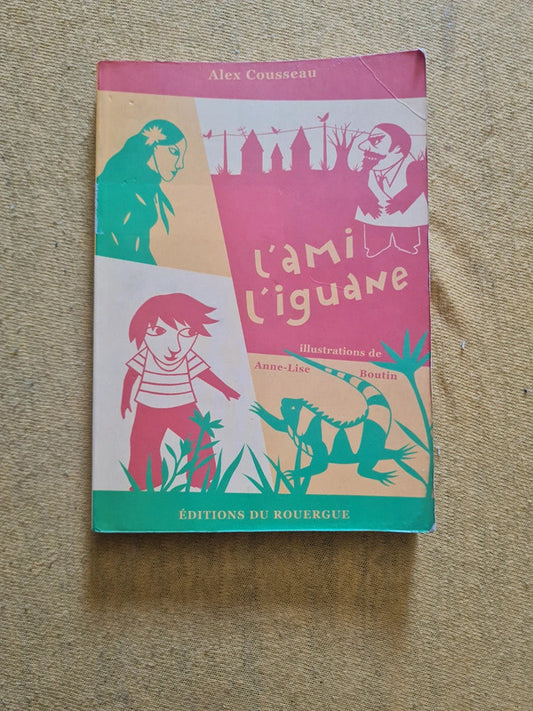 Alex Cousseau
l'ami
l'iguane
illustrations de
Anne-Lise Boutin
ÉDITIONS DU ROUERGUE